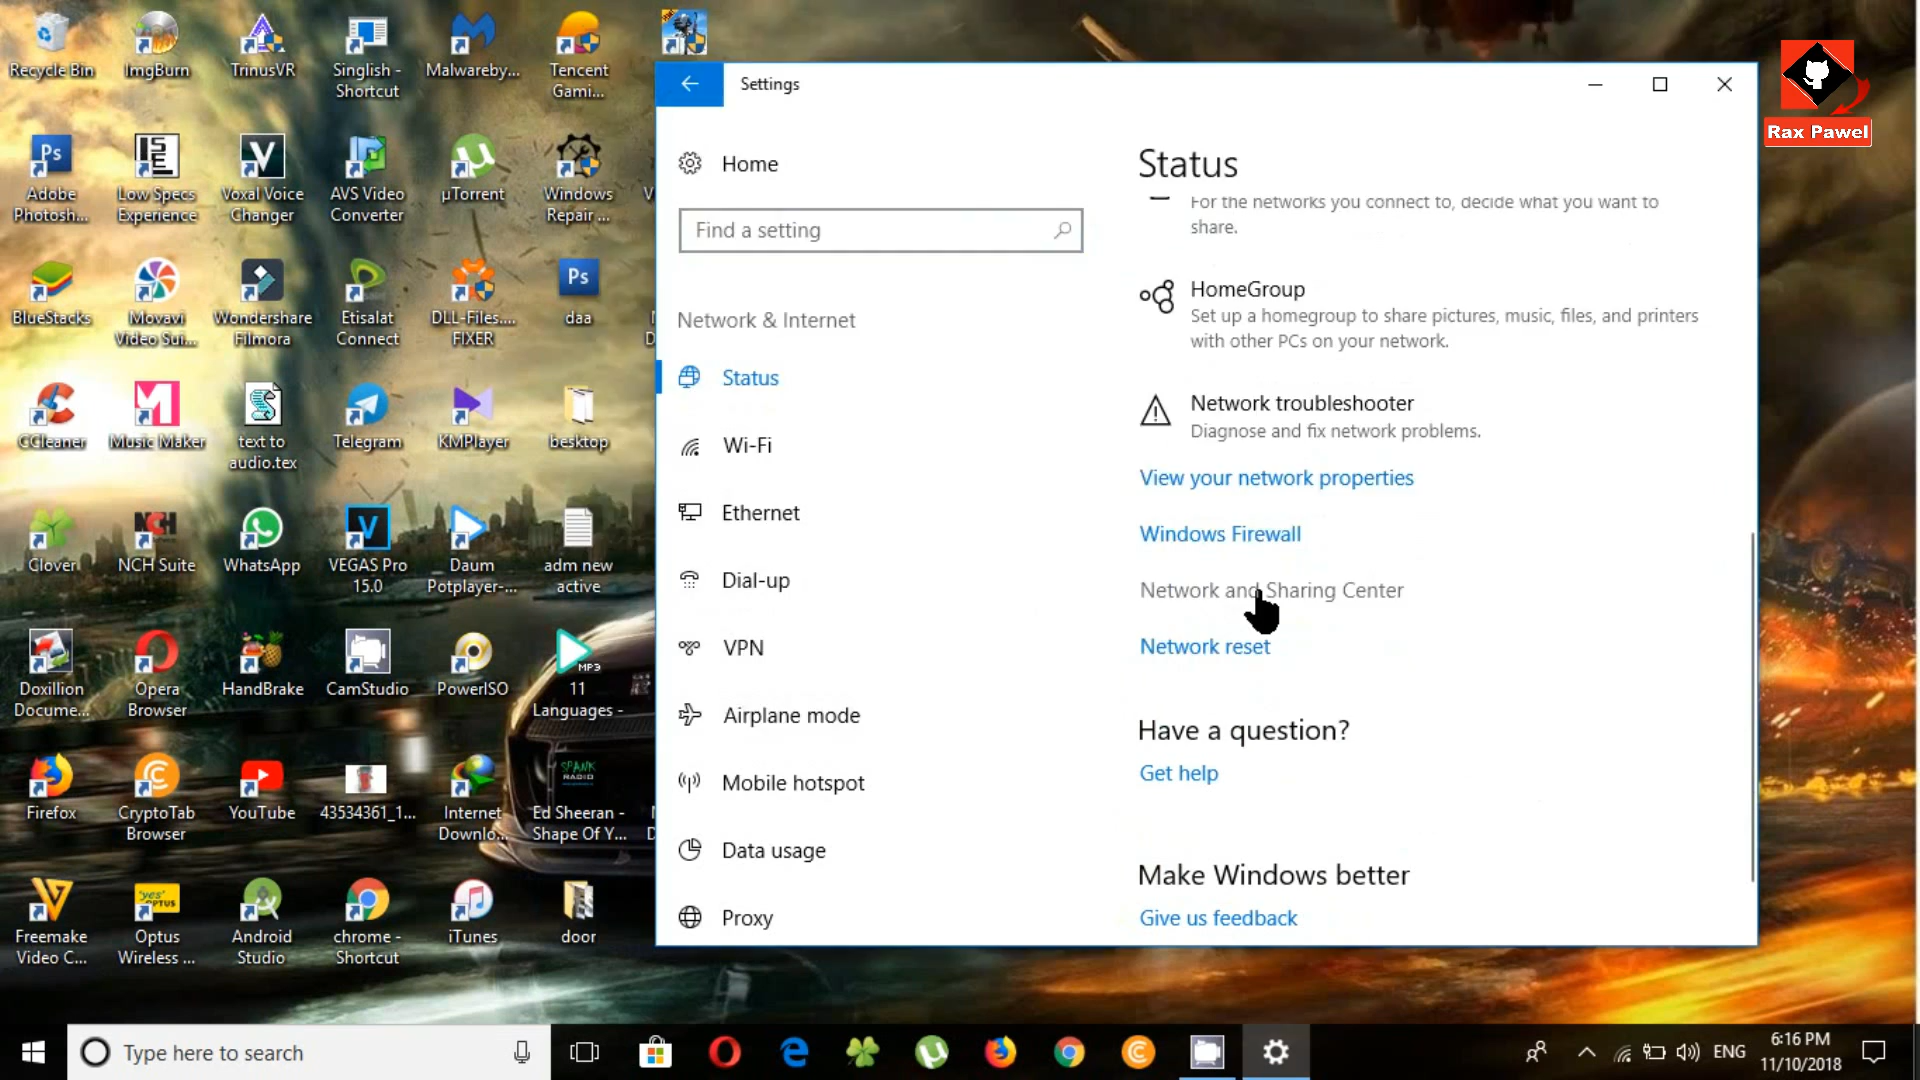 Recycle Bin
ImgBurn
TrinusVR
Singlish -
Shortcut
Malwareby...
Tencent
Gami...
Adobe
Photosh...
Low Specs
Experience
Voxal Voice
Changer
AVS Video
Converter
µTorrent
Windows
Repair ...
BlueStacks
Movavi
Video Sui...
Wondershare
Filmora
Etisalat
Connect
DLL-Files....
FIXER
Ps
daa
CCleaner
Music Maker
text to
audio.tex
Telegram
KMPlayer
besktop
Clover
NCH
NCH Suite
WhatsApp
VEGAS Pro
15.0
Daum
Potplayer-...
adm new
active
Doxillion
Docume...
Opera
Browser
HandBrake
CamStudio
PowerISO
MP3
11
Languages -
Firefox
CryptoTab
Browser
YouTube
43534361_1...
Internet
Downlo...
SPANK
RADIO
Ed Sheeran -
Shape Of Y...
Freemake
Video C...
'yes'
OPTUS
Optus
Wireless ...
Android
Studio
chrome -
Shortcut
iTunes
door
Settings
Home
Find a setting
Network & Internet
Status
Wi-Fi
Ethernet
Dial-up
VPN
Airplane mode
Mobile hotspot
Data usage
Proxy
Status
For the networks you connect to, decide what you want to
share.
HomeGroup
Set up a homegroup to share pictures, music, files, and printers
with other PCs on your network.
Network troubleshooter
Diagnose and fix network problems.
View your network properties
Windows Firewall
Network and Sharing Center
Network reset
Have a question?
Get help
Make Windows better
Give us feedback
Rax Pawel
Type here to search
ENG
6:16 PM
11/10/2018